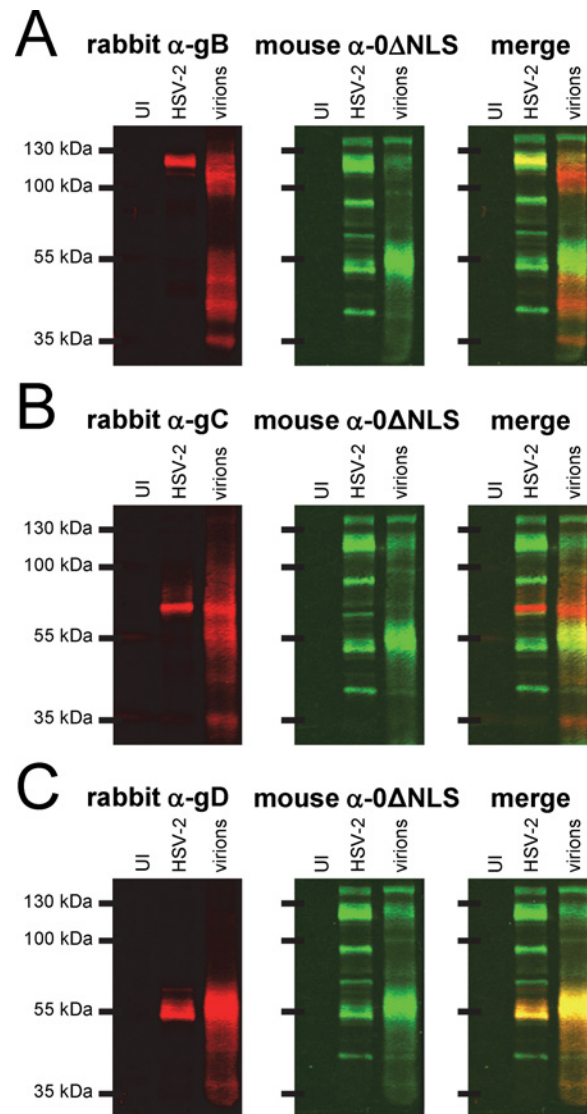 A
rabbit α-gB mouse α-0ΔNLS merge
UI HSV-2 virions UI HSV-2 virions UI HSV-2 virions
130 kDa
100 kDa
55 kDa
35 kDa
B
rabbit α-gC mouse α-0ΔNLS merge
UI HSV-2 virions UI HSV-2 virions UI HSV-2 virions
130 kDa
100 kDa
55 kDa
35 kDa
C
rabbit α-gD mouse α-0ΔNLS merge
UI HSV-2 virions UI HSV-2 virions UI HSV-2 virions
130 kDa
100 kDa
55 kDa
35 kDa